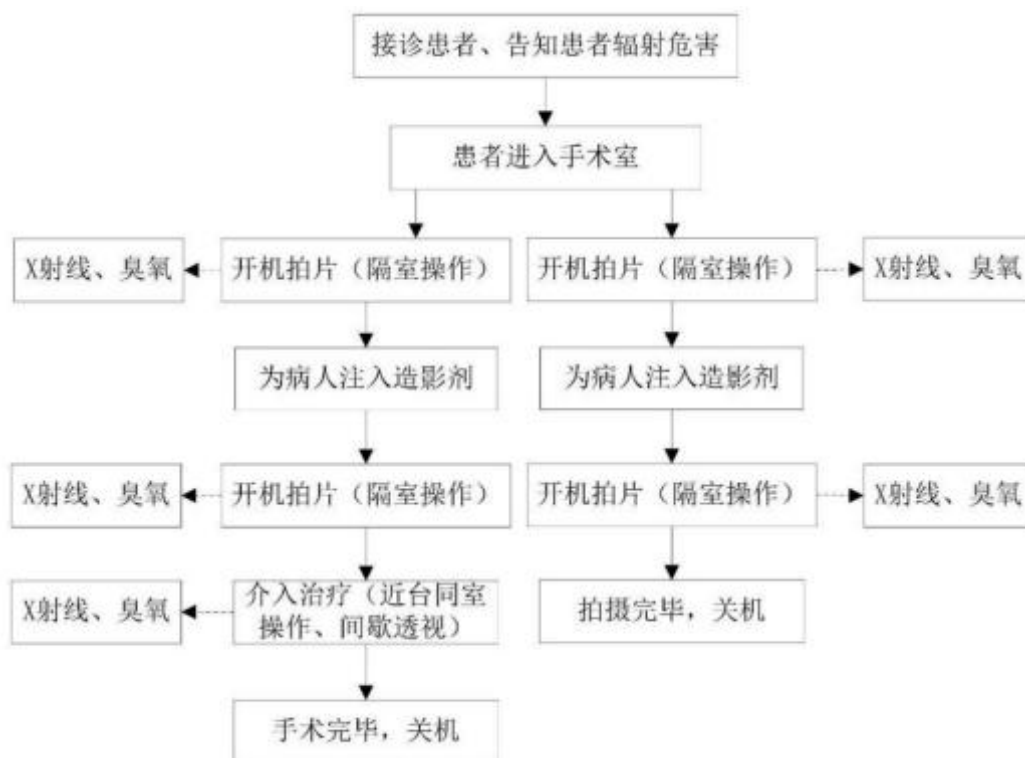 接诊患者、告知患者辐射危害
患者进入手术室
X射线、臭氧
开机拍片（隔室操作）
开机拍片（隔室操作）
X射线、臭氧
为病人注入造影剂
为病人注入造影剂
X射线、臭氧
开机拍片（隔室操作）
开机拍片（隔室操作）
X射线、臭氧
X射线、臭氧
介入治疗（近台同室
操作、间歇透视）
拍摄完毕，关机
手术完毕，关机